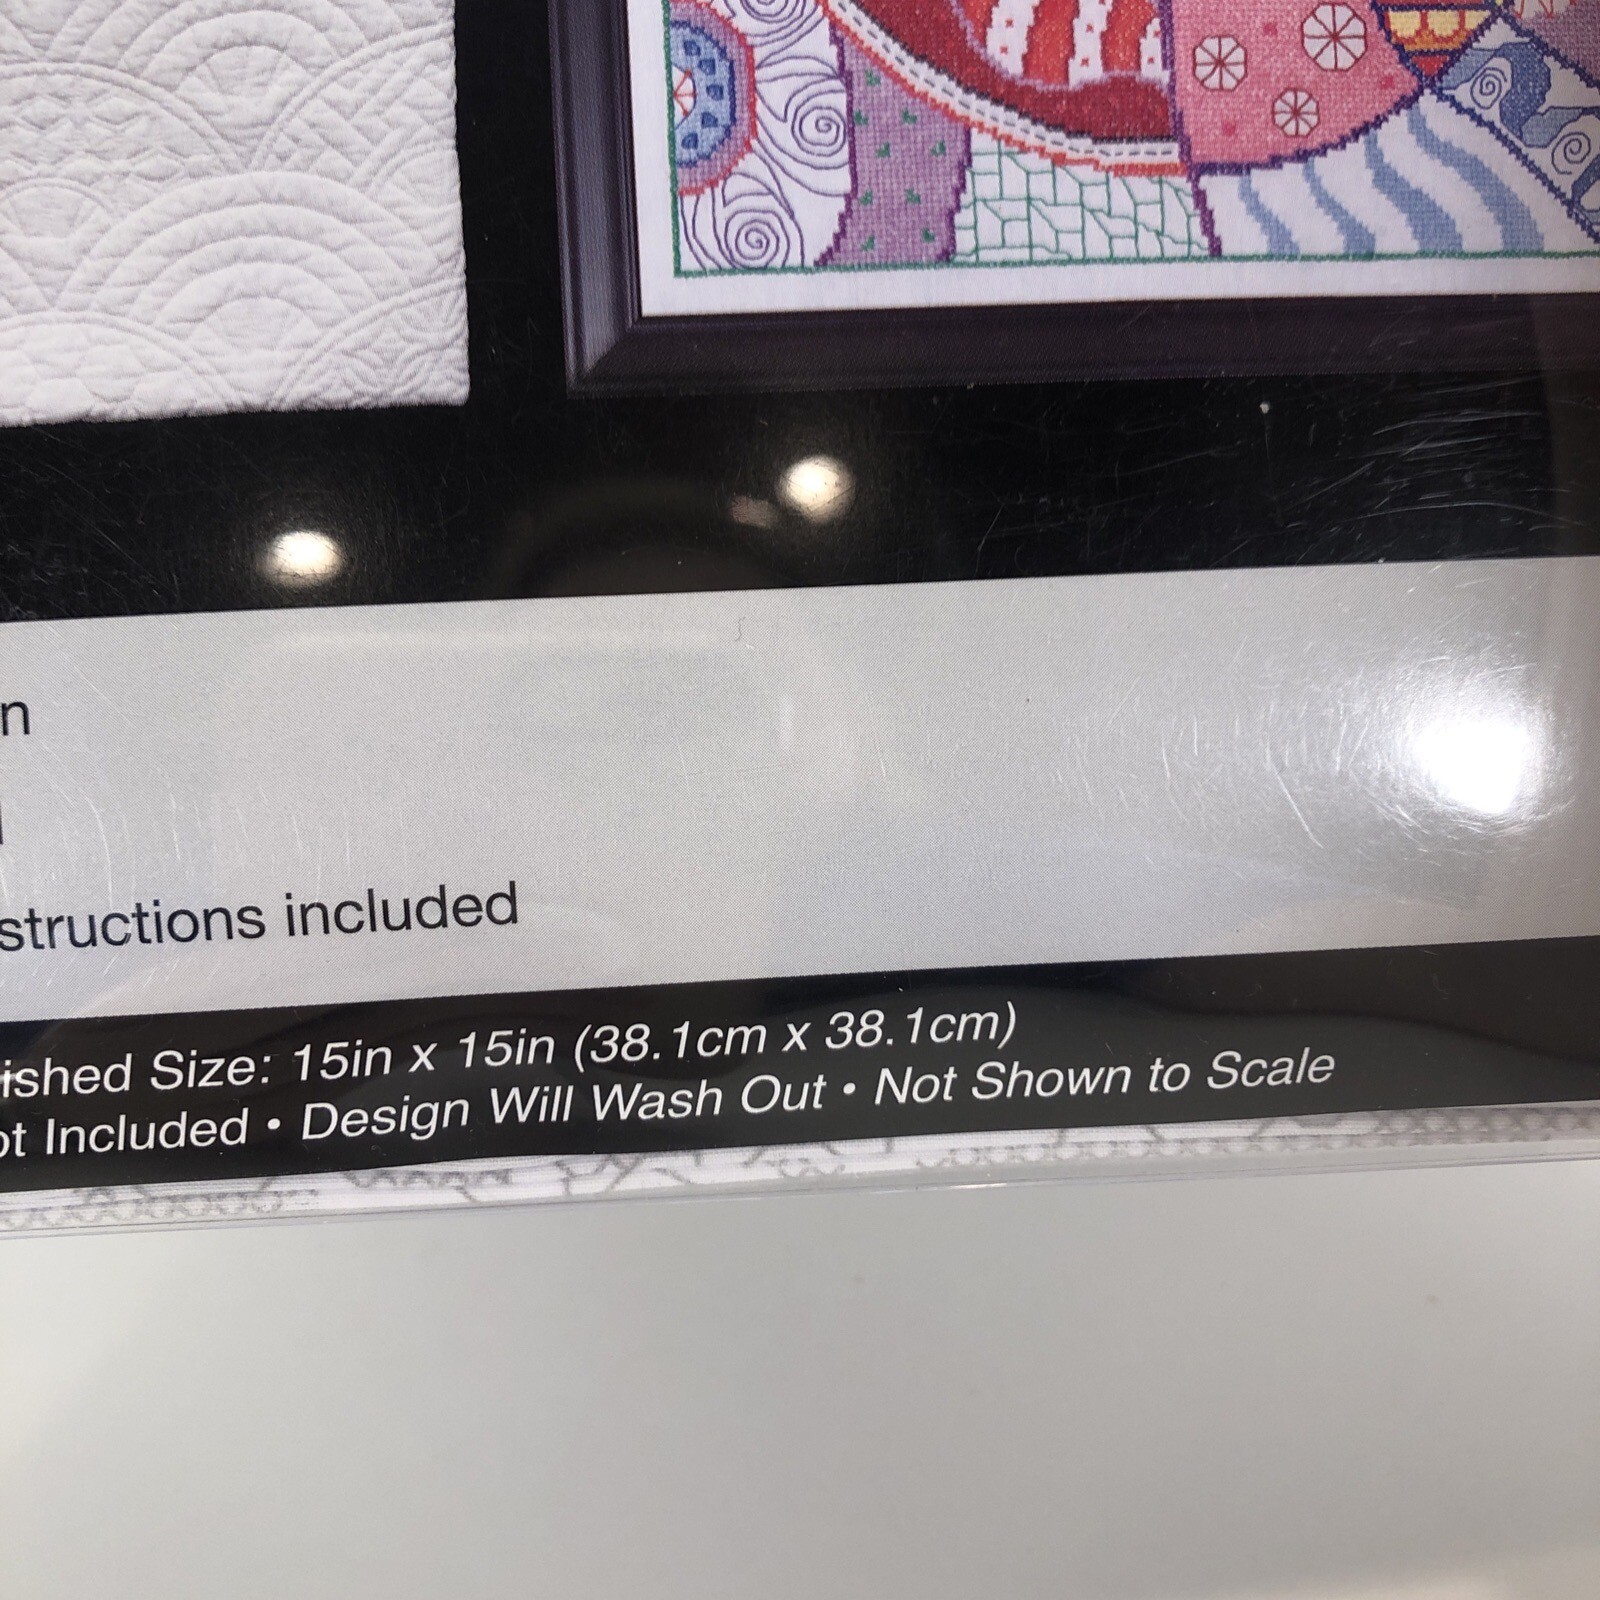 n
structions included
ished Size: 15in x 15in (38.1cm x 38.1cm)
ot Included • Design Will Wash Out • Not Shown to Scale